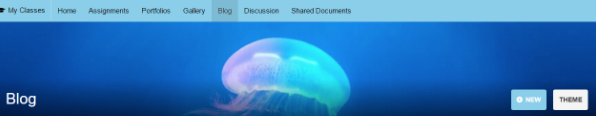 My Classes Home Assignments Portfolios Gallery Blog Discussion Shared Documents
Blog NEW THEME